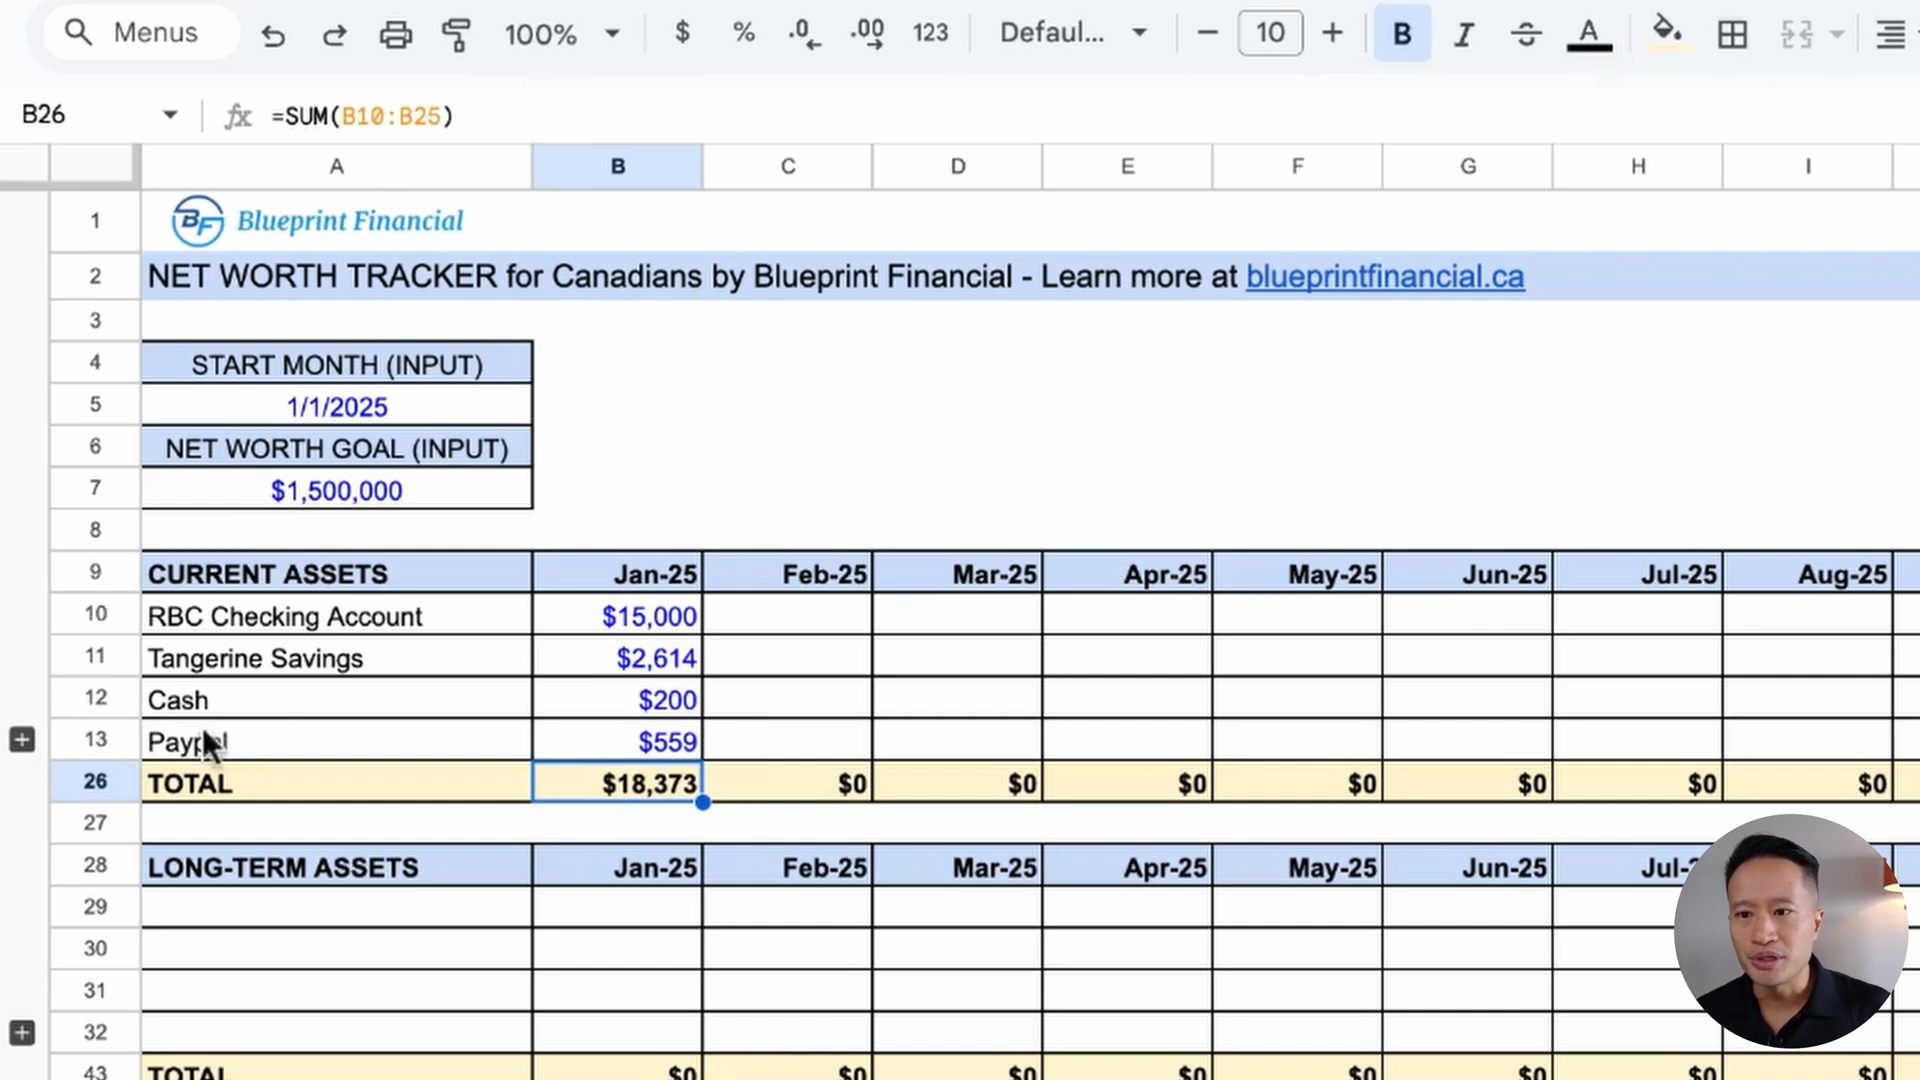 Menus 100% $ % .0 .00 123 Defaul... 10 B I A
B26 fx =SUM(B10:B25)
A B C D E F G H I
1 BF Blueprint Financial
2 NET WORTH TRACKER for Canadians by Blueprint Financial - Learn more at blueprintfinancial.ca
3
4 START MONTH (INPUT)
5 1/1/2025
6 NET WORTH GOAL (INPUT)
7 $1,500,000
8
9 CURRENT ASSETS Jan-25 Feb-25 Mar-25 Apr-25 May-25 Jun-25 Jul-25 Aug-25
10 RBC Checking Account $15,000
11 Tangerine Savings $2,614
12 Cash $200
13 Paypal $559
26 TOTAL $18,373 $0 $0 $0 $0 $0 $0 $0
27
28 LONG-TERM ASSETS Jan-25 Feb-25 Mar-25 Apr-25 May-25 Jun-25
29
30
31
32
43 TOTAL $0 $0 $0 $0 $0 $0 $0 $0